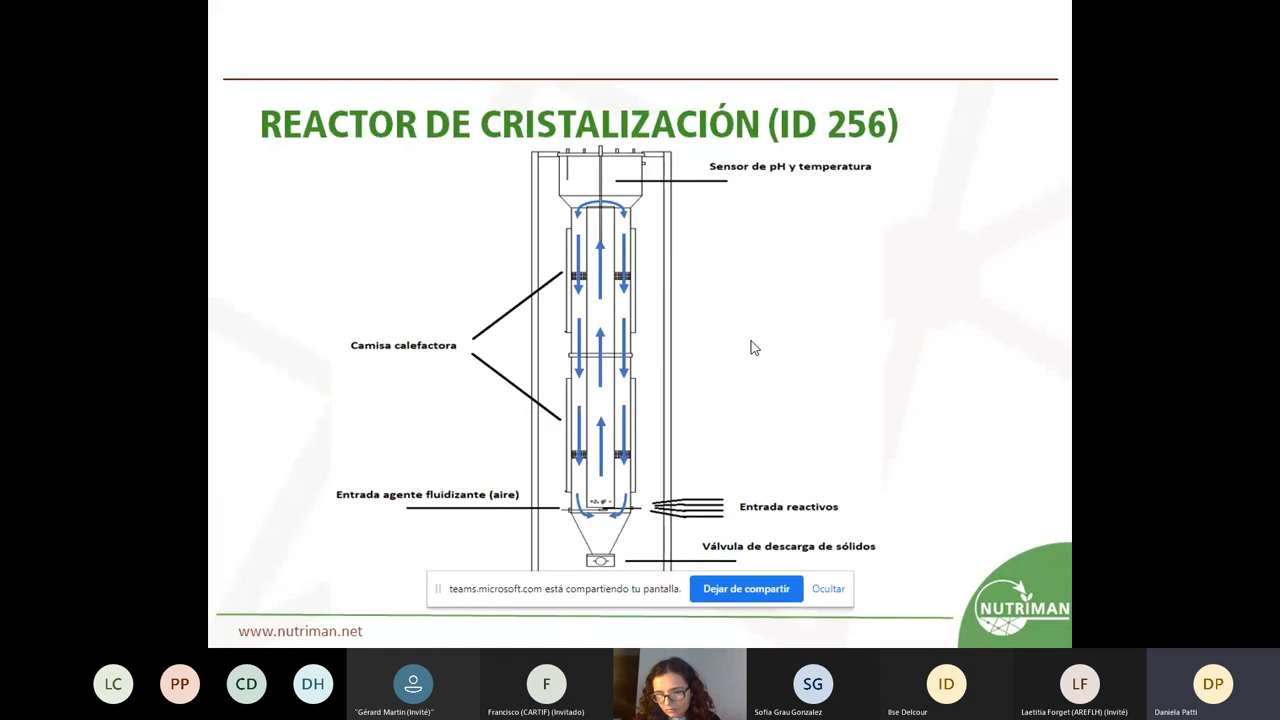 REACTOR DE CRISTALIZACIÓN (ID 256)
Sensor de pH y temperatura
Camisa calefactora
Entrada agente fluidizante (aire)
Entrada reactivos
Válvula de descarga de sólidos
teams.microsoft.com está compartiendo tu pantalla.
Dejar de compartir
Ocultar
NUTRIMAN
www.nutriman.net
LC
PP
CD
DH
"Gérard Martin (Invité)"
F
Francisco (CARTIF) (Invitado)
SG
Sofia Grau Gonzalez
ID
Ilse Delcour
LF
Laetitia Forget (AREFLH) (Invité)
DP
Daniela Patti